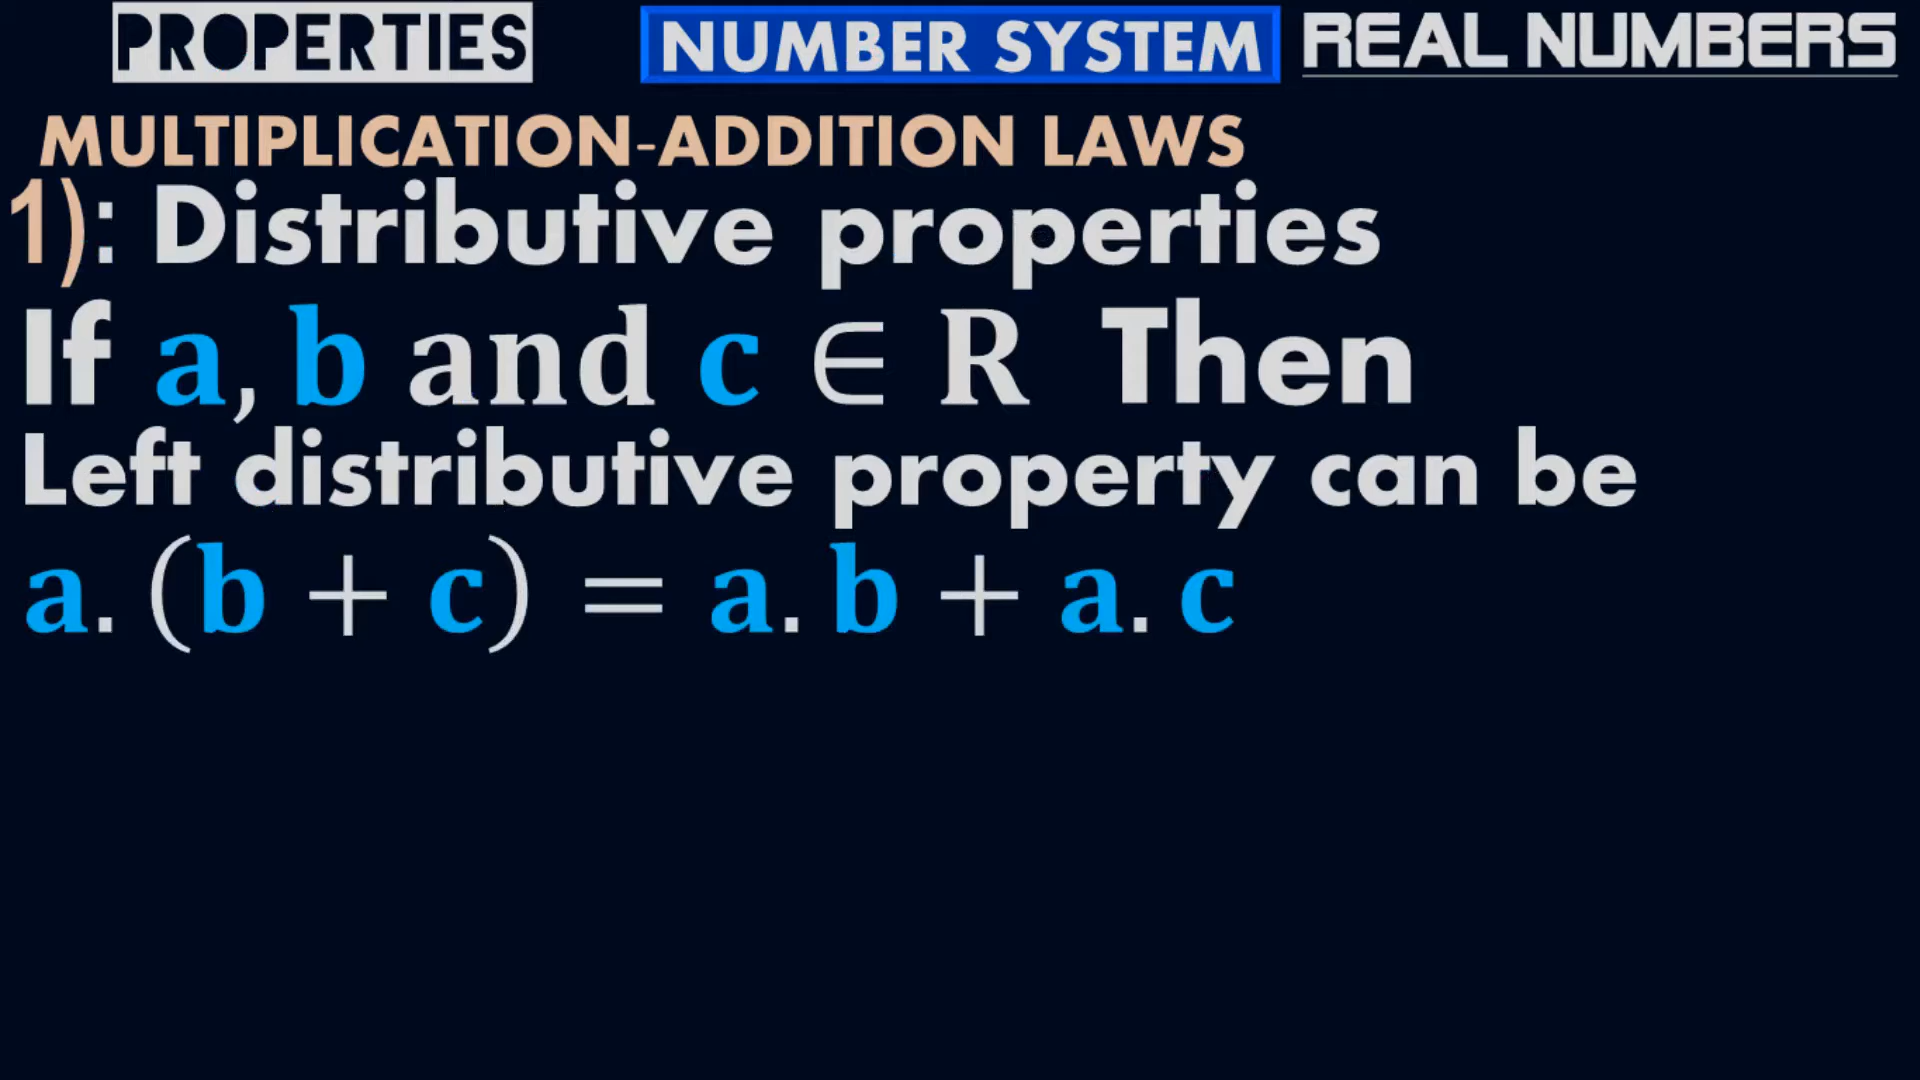 PROPERTIES NUMBER SYSTEM REAL NUMBERS
MULTIPLICATION-ADDITION LAWS
1): Distributive properties
If a, b and c ∈ R Then
Left distributive property can be
a. (b + c) = a. b + a. c